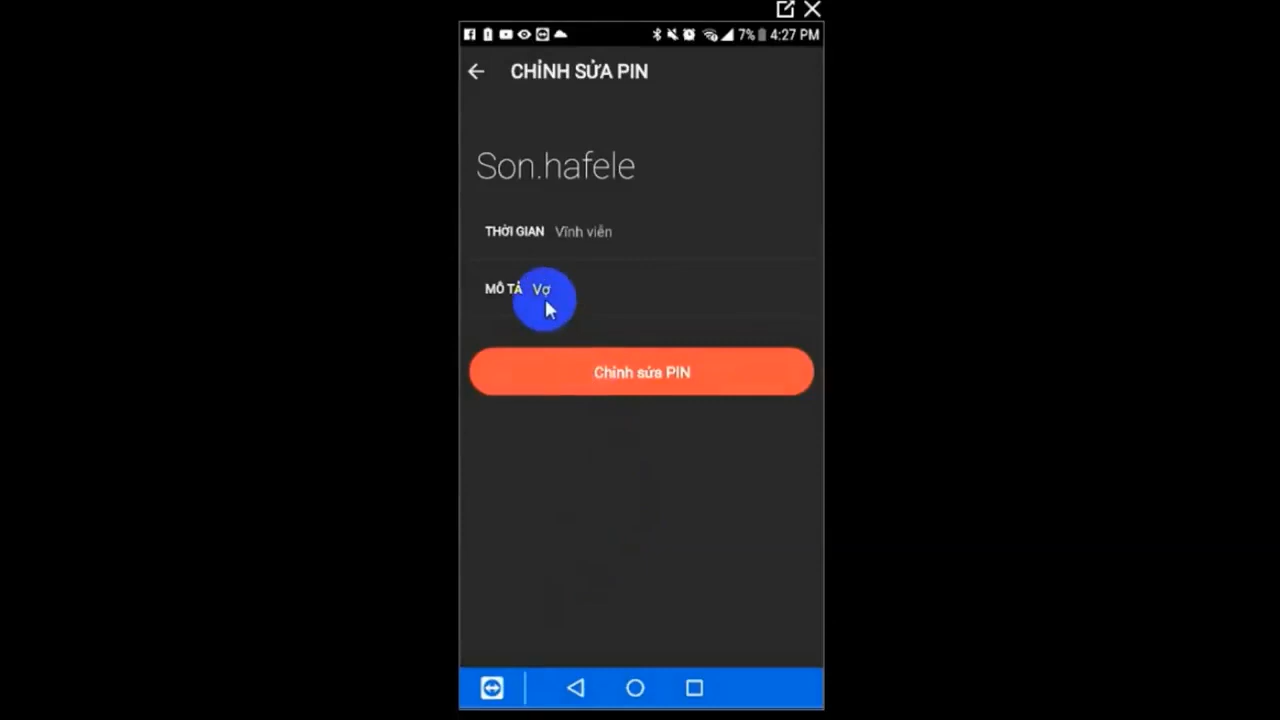 7% 4:27 PM
CHỈNH SỬA PIN
Son.hafele
THỜI GIAN Vĩnh viễn
MÔ TẢ Vợ
Chỉnh sửa PIN